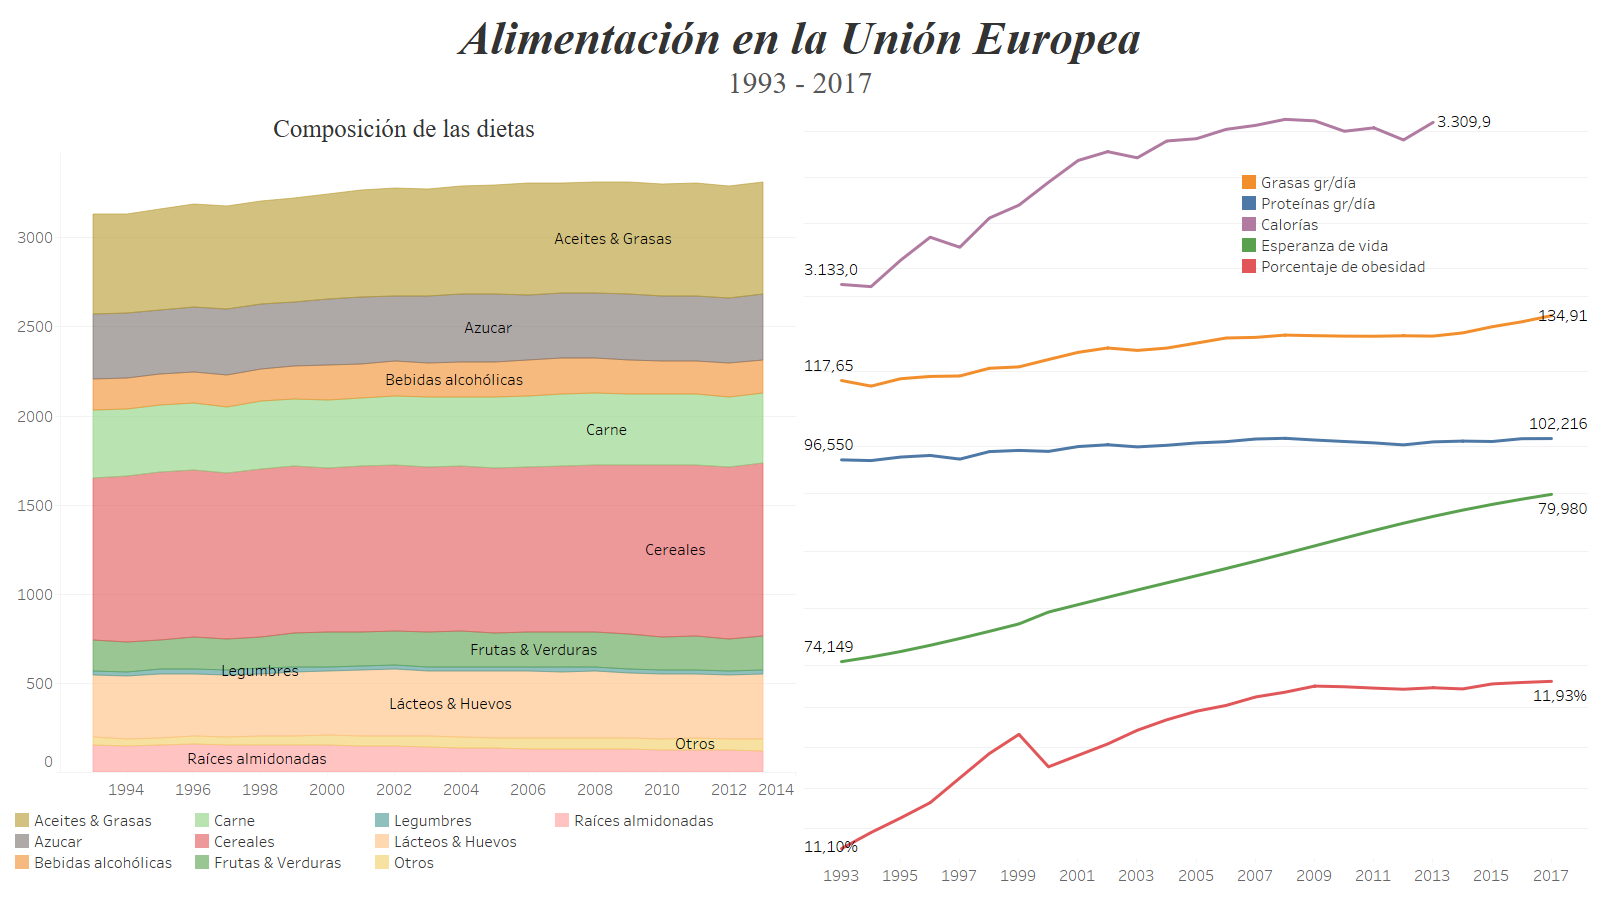 Alimentación en la Unión Europea
1993 - 2017
Composición de las dietas
3000
2500
2000
1500
1000
500
0
Aceites & Grasas
Azucar
Bebidas alcohólicas
Carne
Cereales
Frutas & Verduras
Legumbres
Lácteos & Huevos
Otros
Raíces almidonadas
1994 1996 1998 2000 2002 2004 2006 2008 2010 2012 2014
Aceites & Grasas Carne Legumbres Raíces almidonadas
Azucar Cereales Lácteos & Huevos
Bebidas alcohólicas Frutas & Verduras Otros
3.309,9
Grasas gr/día
Proteínas gr/día
Calorías
Esperanza de vida
Porcentaje de obesidad
3.133,0
134,91
117,65
102,216
96,550
79,980
74,149
11,93%
11,10%
1993 1995 1997 1999 2001 2003 2005 2007 2009 2011 2013 2015 2017